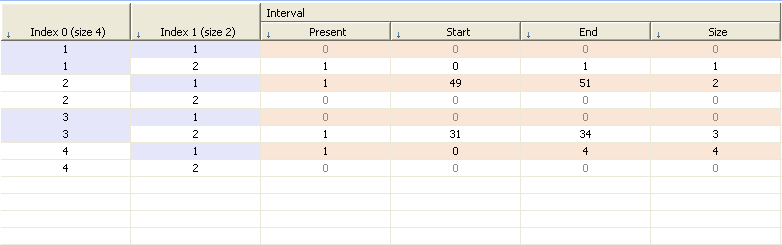 Interval
Index 0 (size 4) Index 1 (size 2) Present Start End Size
1 1 0 0 0 0
1 2 1 0 1 1
2 1 1 49 51 2
2 2 0 0 0 0
3 1 0 0 0 0
3 2 1 31 34 3
4 1 1 0 4 4
4 2 0 0 0 0